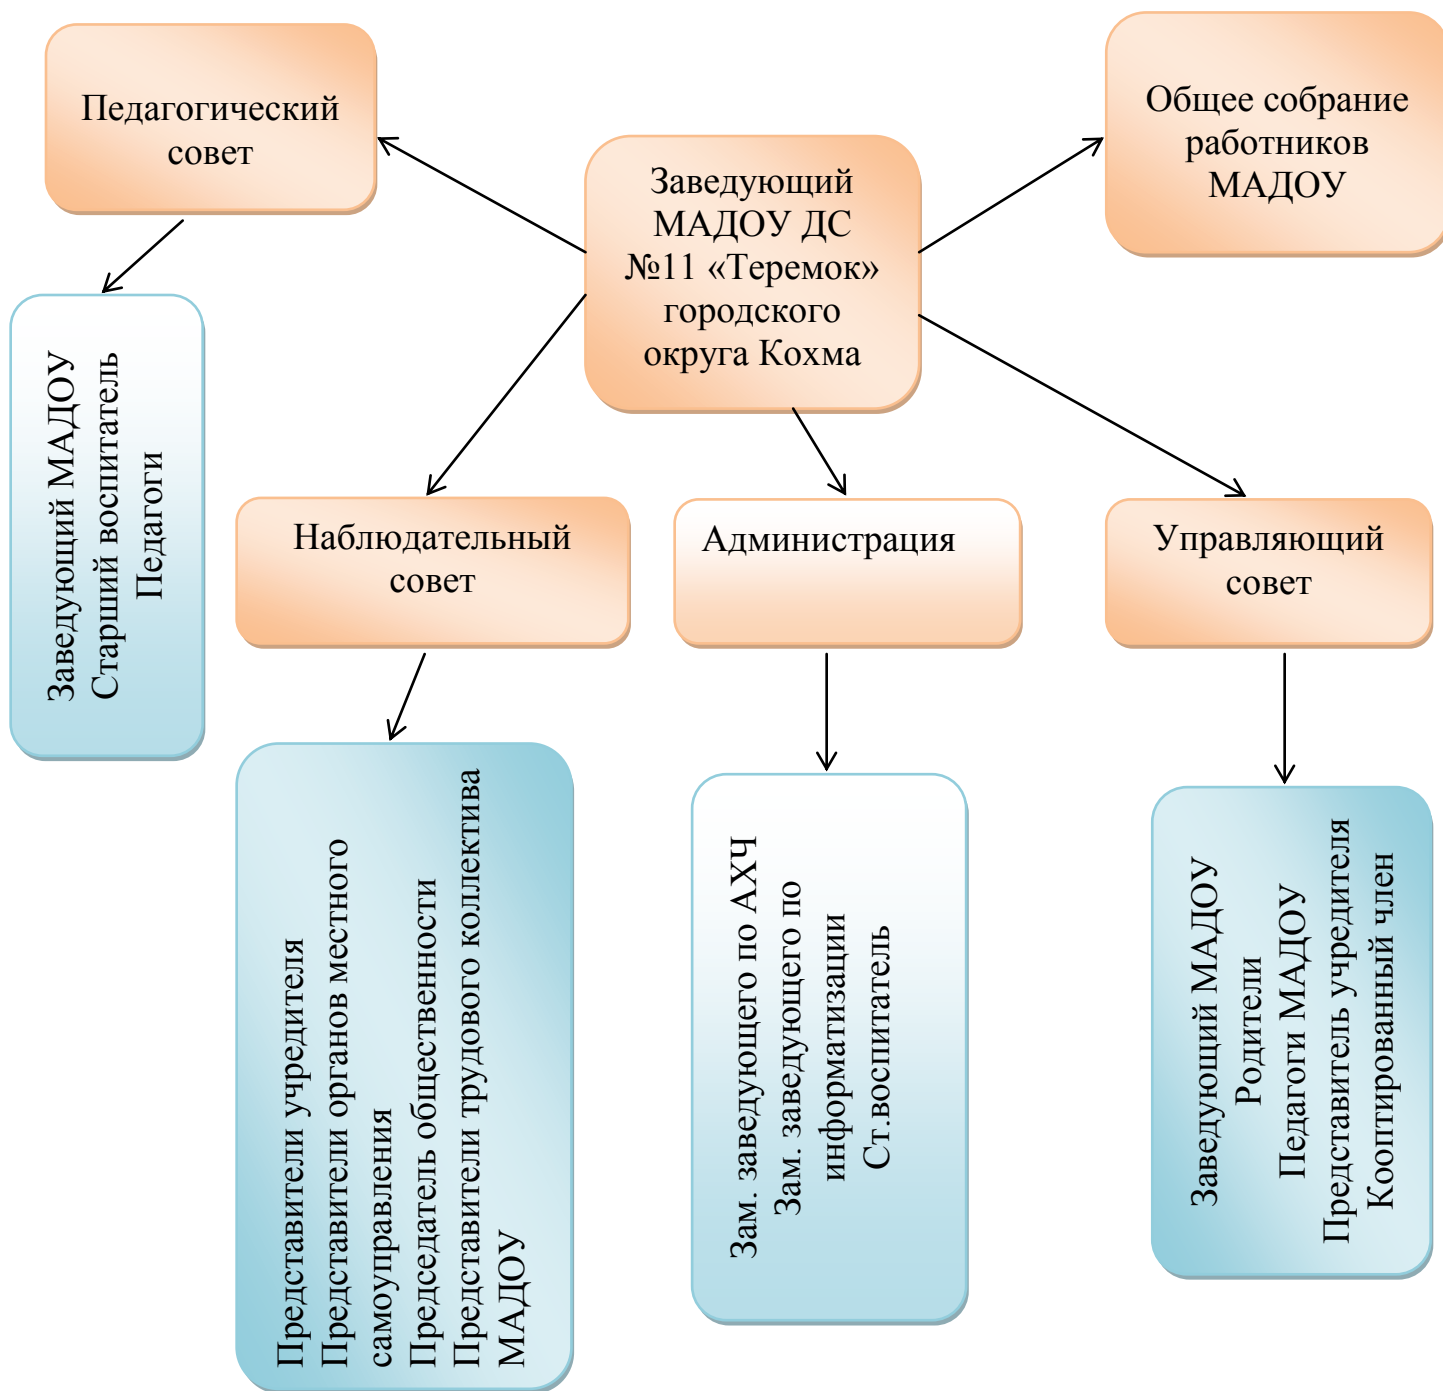 Педагогический
совет
Общее собрание
работников
МАДОУ
Заведующий
МАДОУ ДС
№11 «Теремок»
городского
округа Кохма
Заведующий МАДОУ
Старший воспитатель
Педагоги
Наблюдательный
совет
Администрация
Управляющий
совет
Представители учредителя
Представители органов местного
самоуправления
Председатель общественности
Представители трудового коллектива
МАДОУ
Зам. заведующего по АХЧ
Зам. заведующего по
информатизации
Ст.воспитатель
Заведующий МАДОУ
Родители
Педагоги МАДОУ
Представитель учредителя
Кооптированный член